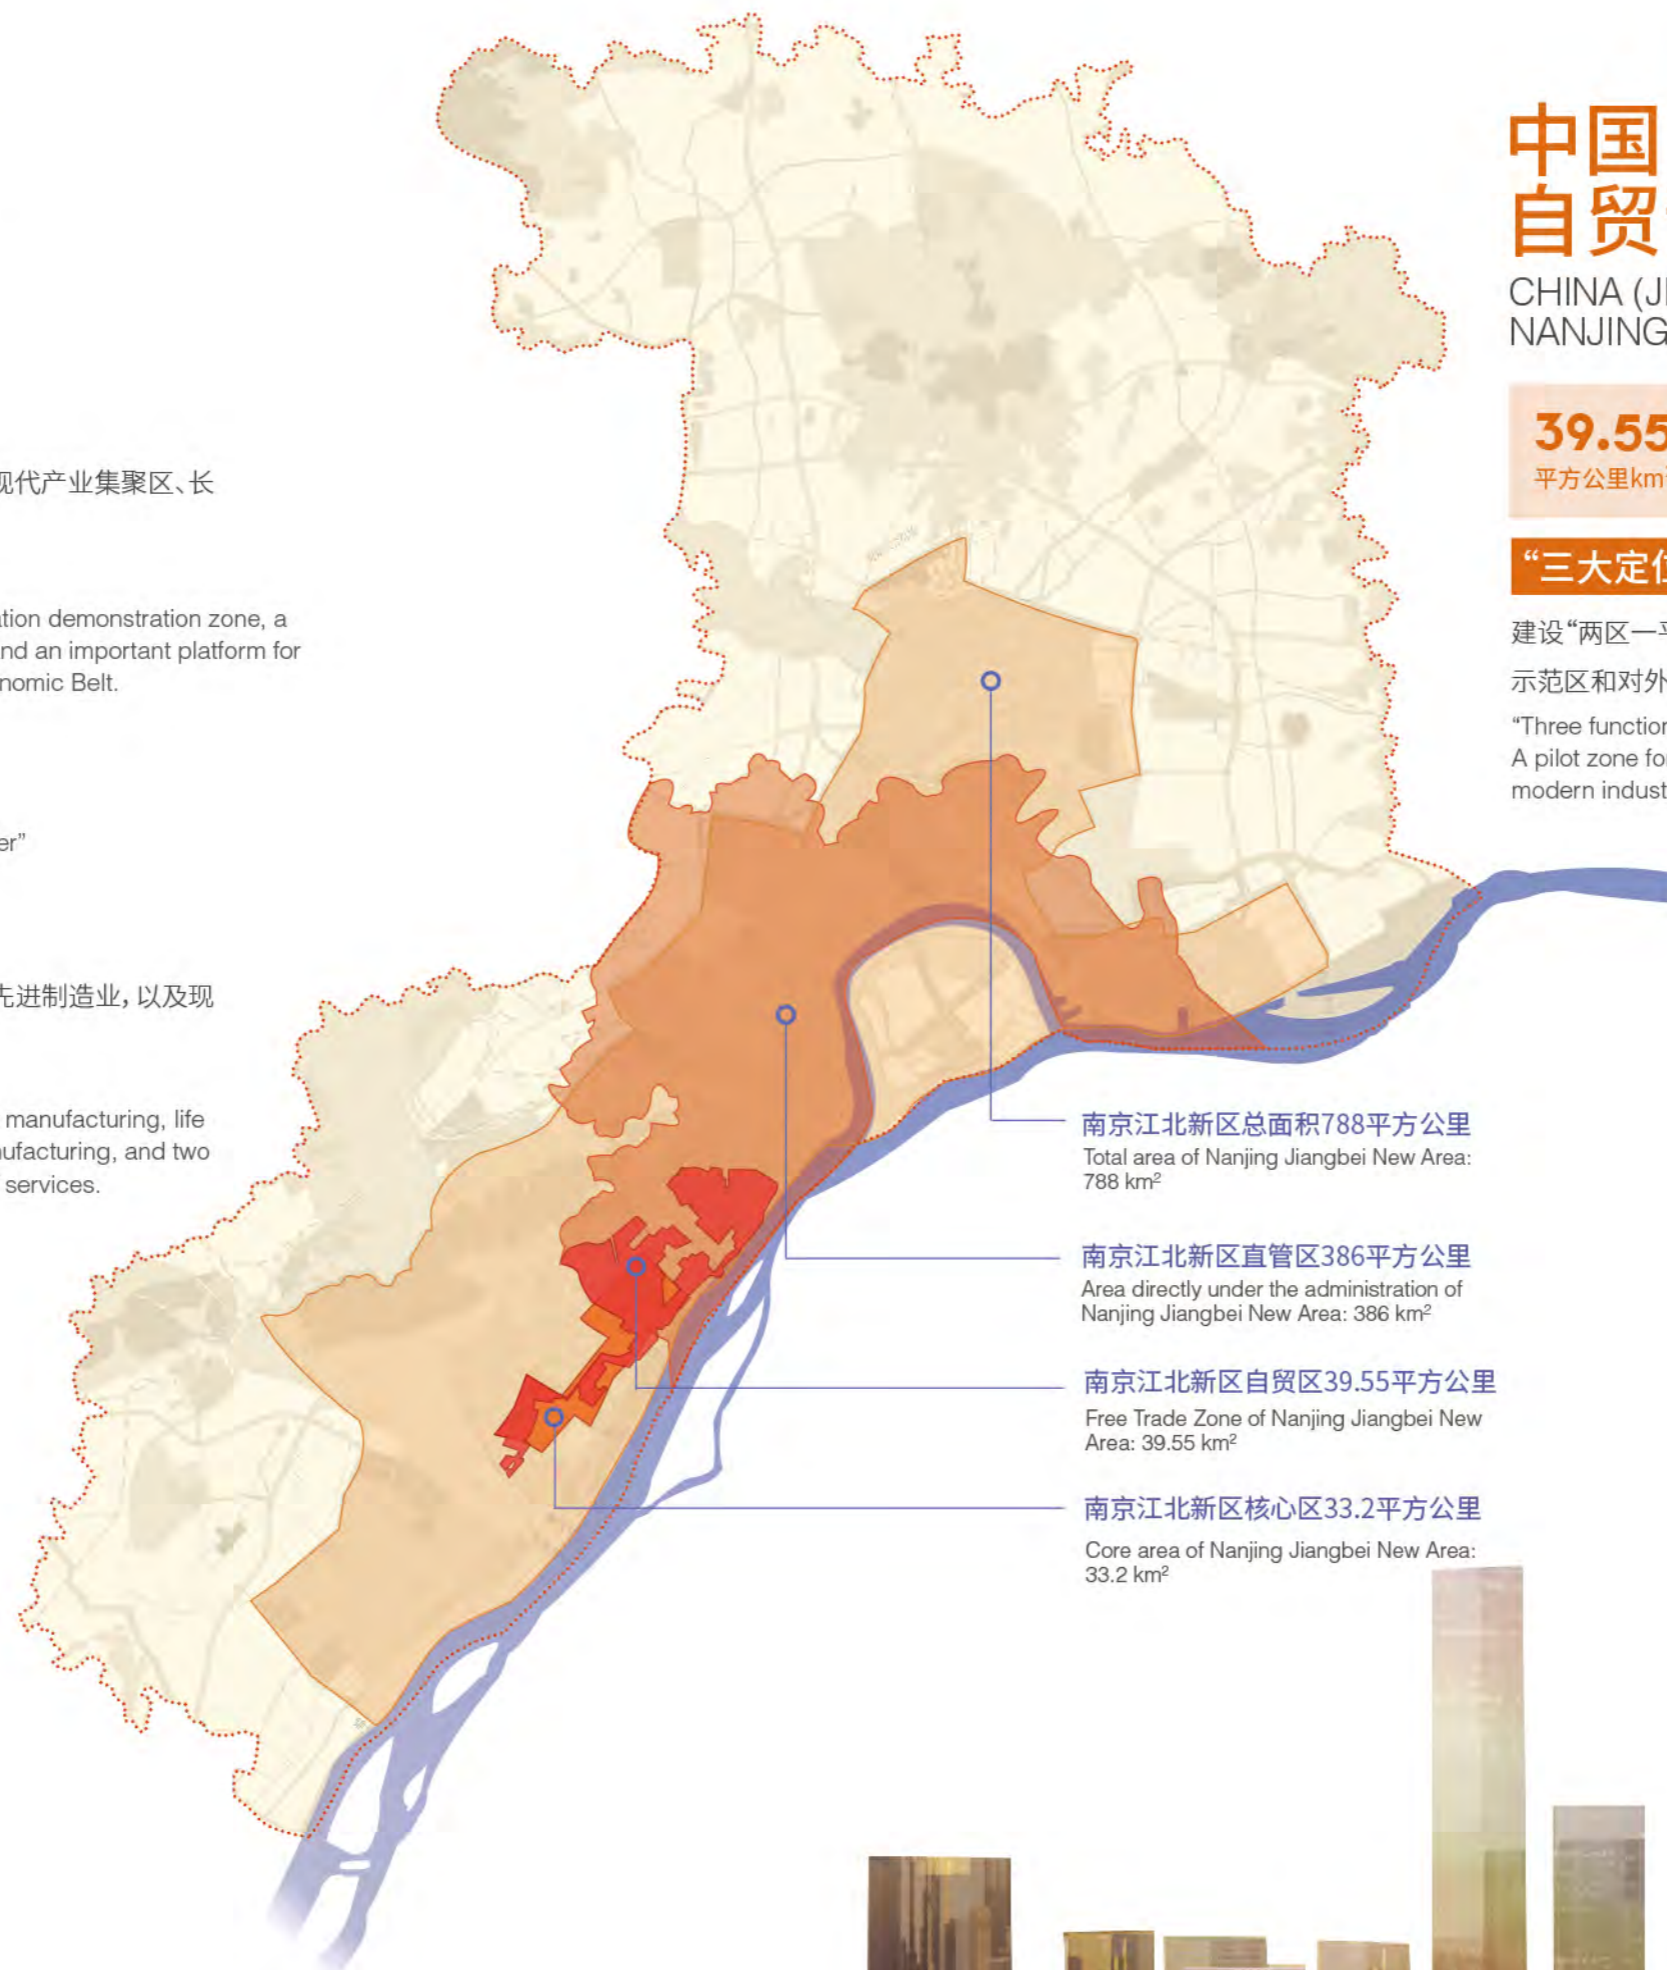 现代产业集聚区、长
ation demonstration zone, a
nd an important platform for
nomic Belt.
er”
先进制造业，以及现
manufacturing, life
ufacturing, and two
services.
中国
自贸
CHINA (JI
NANJING
39.55
平方公里km²
“三大定位
建设“两区一平
示范区和对外
“Three function
A pilot zone for
modern indust
南京江北新区总面积788平方公里
Total area of Nanjing Jiangbei New Area:
788 km²
南京江北新区直管区386平方公里
Area directly under the administration of
Nanjing Jiangbei New Area: 386 km²
南京江北新区自贸区39.55平方公里
Free Trade Zone of Nanjing Jiangbei New
Area: 39.55 km²
南京江北新区核心区33.2平方公里
Core area of Nanjing Jiangbei New Area:
33.2 km²